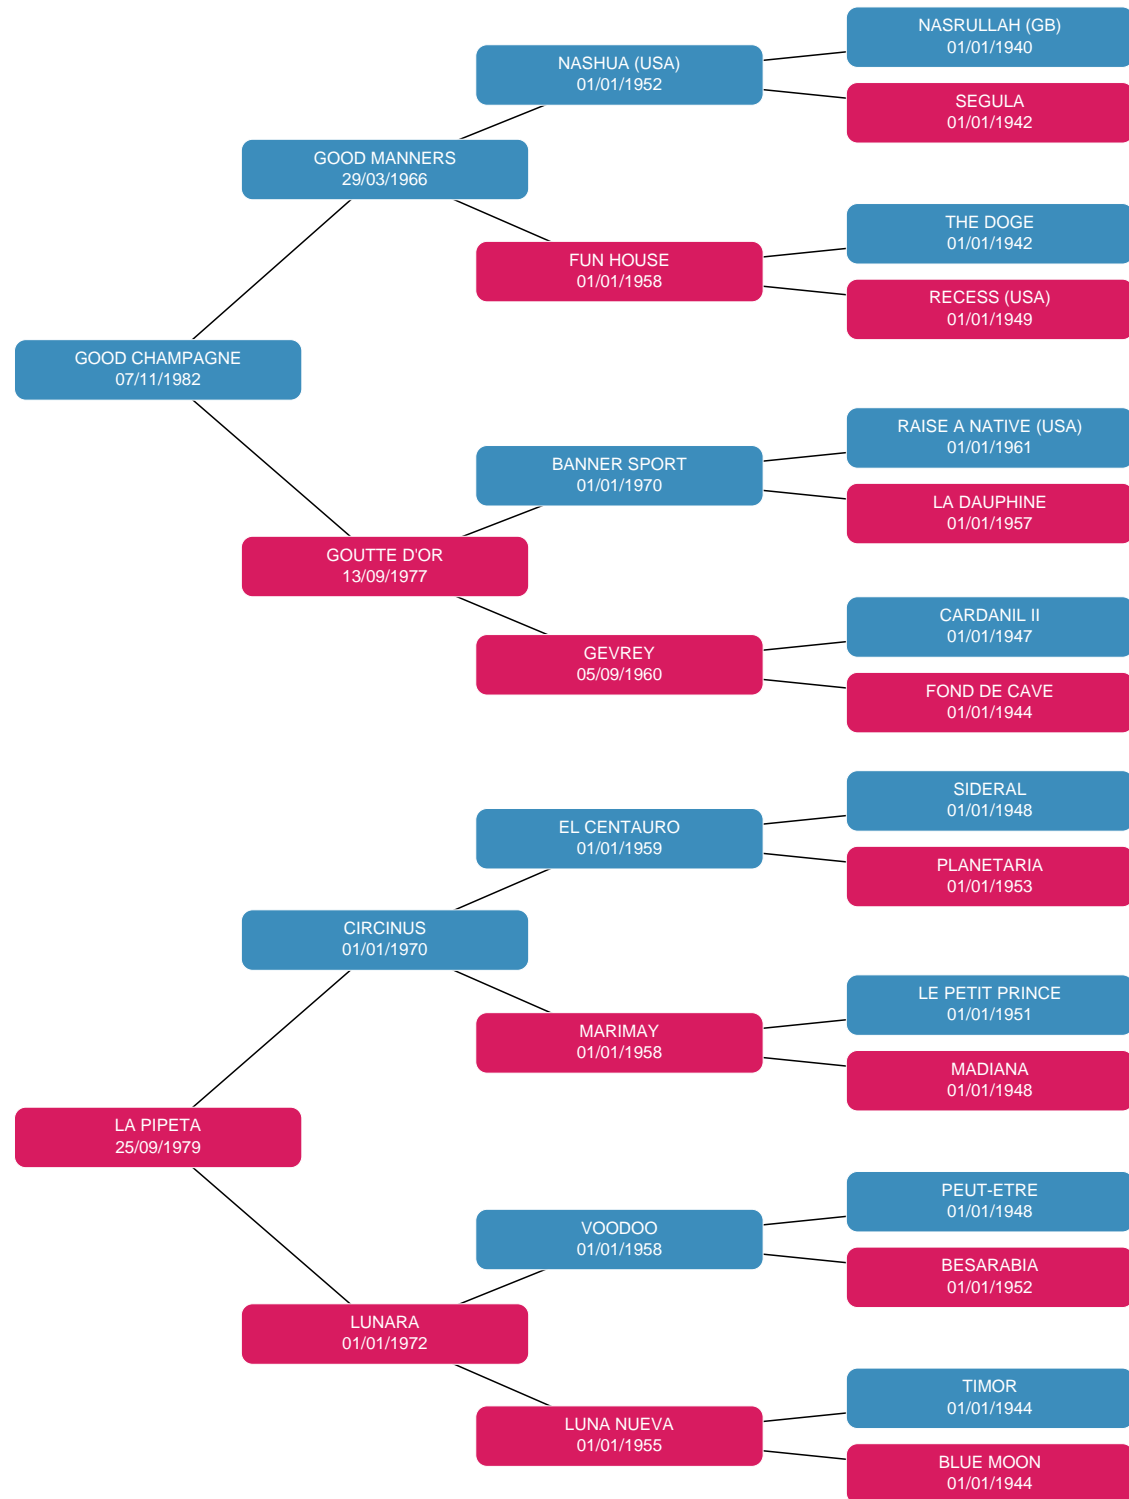 NASRULLAH (GB)
01/01/1940
NASHUA (USA)
01/01/1952
SEGULA
01/01/1942
GOOD MANNERS
29/03/1966
THE DOGE
01/01/1942
FUN HOUSE
01/01/1958
RECESS (USA)
01/01/1949
GOOD CHAMPAGNE
07/11/1982
RAISE A NATIVE (USA)
01/01/1961
BANNER SPORT
01/01/1970
LA DAUPHINE
01/01/1957
GOUTTE D'OR
13/09/1977
CARDANIL II
01/01/1947
GEVREY
05/09/1960
FOND DE CAVE
01/01/1944
SIDERAL
01/01/1948
EL CENTAURO
01/01/1959
PLANETARIA
01/01/1953
CIRCINUS
01/01/1970
LE PETIT PRINCE
01/01/1951
MARIMAY
01/01/1958
MADIANA
01/01/1948
LA PIPETA
25/09/1979
PEUT-ETRE
01/01/1948
VOODOO
01/01/1958
BESARABIA
01/01/1952
LUNARA
01/01/1972
TIMOR
01/01/1944
LUNA NUEVA
01/01/1955
BLUE MOON
01/01/1944